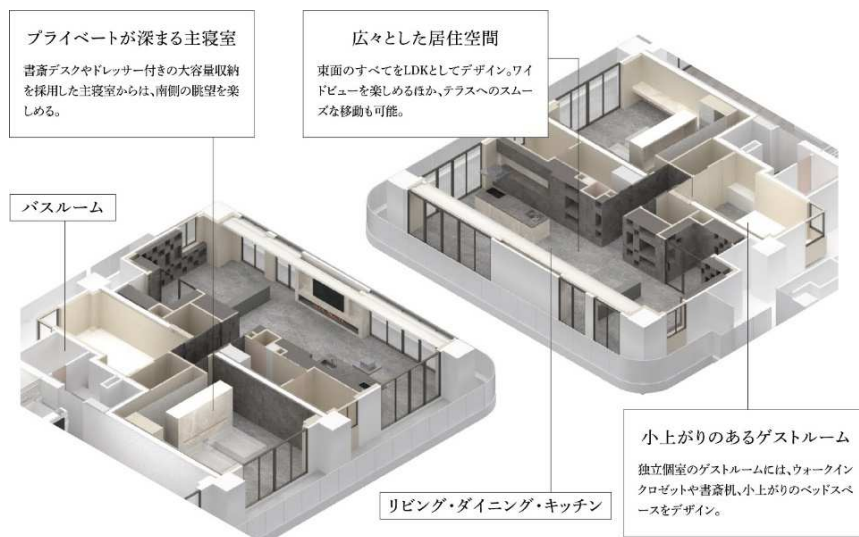 プライベートが深まる主寝室
書斎デスクやドレッサー付きの大容量収納
を採用した主寝室からは、南側の眺望を楽
しめる。
広々とした居住空間
東面のすべてをLDKとしてデザイン。ワイ
ドビューを楽しめるほか、テラスへのスムー
ズな移動も可能。
バスルーム
リビング・ダイニング・キッチン
小上がりのあるゲストルーム
独立個室のゲストルームには、ウォークイン
クロゼットや書斎机、小上がりのベッドスペ
ースをデザイン。